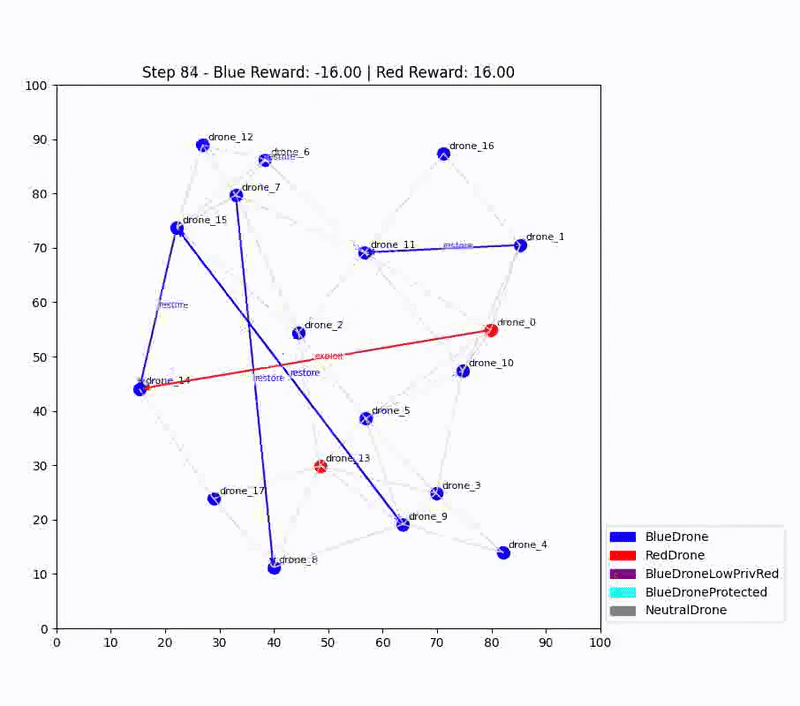 Step 84 - Blue Reward: -16.00 | Red Reward: 16.00
100
90
80
70
60
50
40
30
20
10
0
0 10 20 30 40 50 60 70 80 90 100
drone_12
drone_6
restore
drone_16
drone_7
drone_15
drone_11
restore
drone_1
restore
drone_2
drone_0
exploit
drone_14
restore
restore
drone_10
drone_5
drone_13
drone_17
drone_3
drone_9
drone_4
drone_8
BlueDrone
RedDrone
BlueDroneLowPrivRed
BlueDroneProtected
NeutralDrone